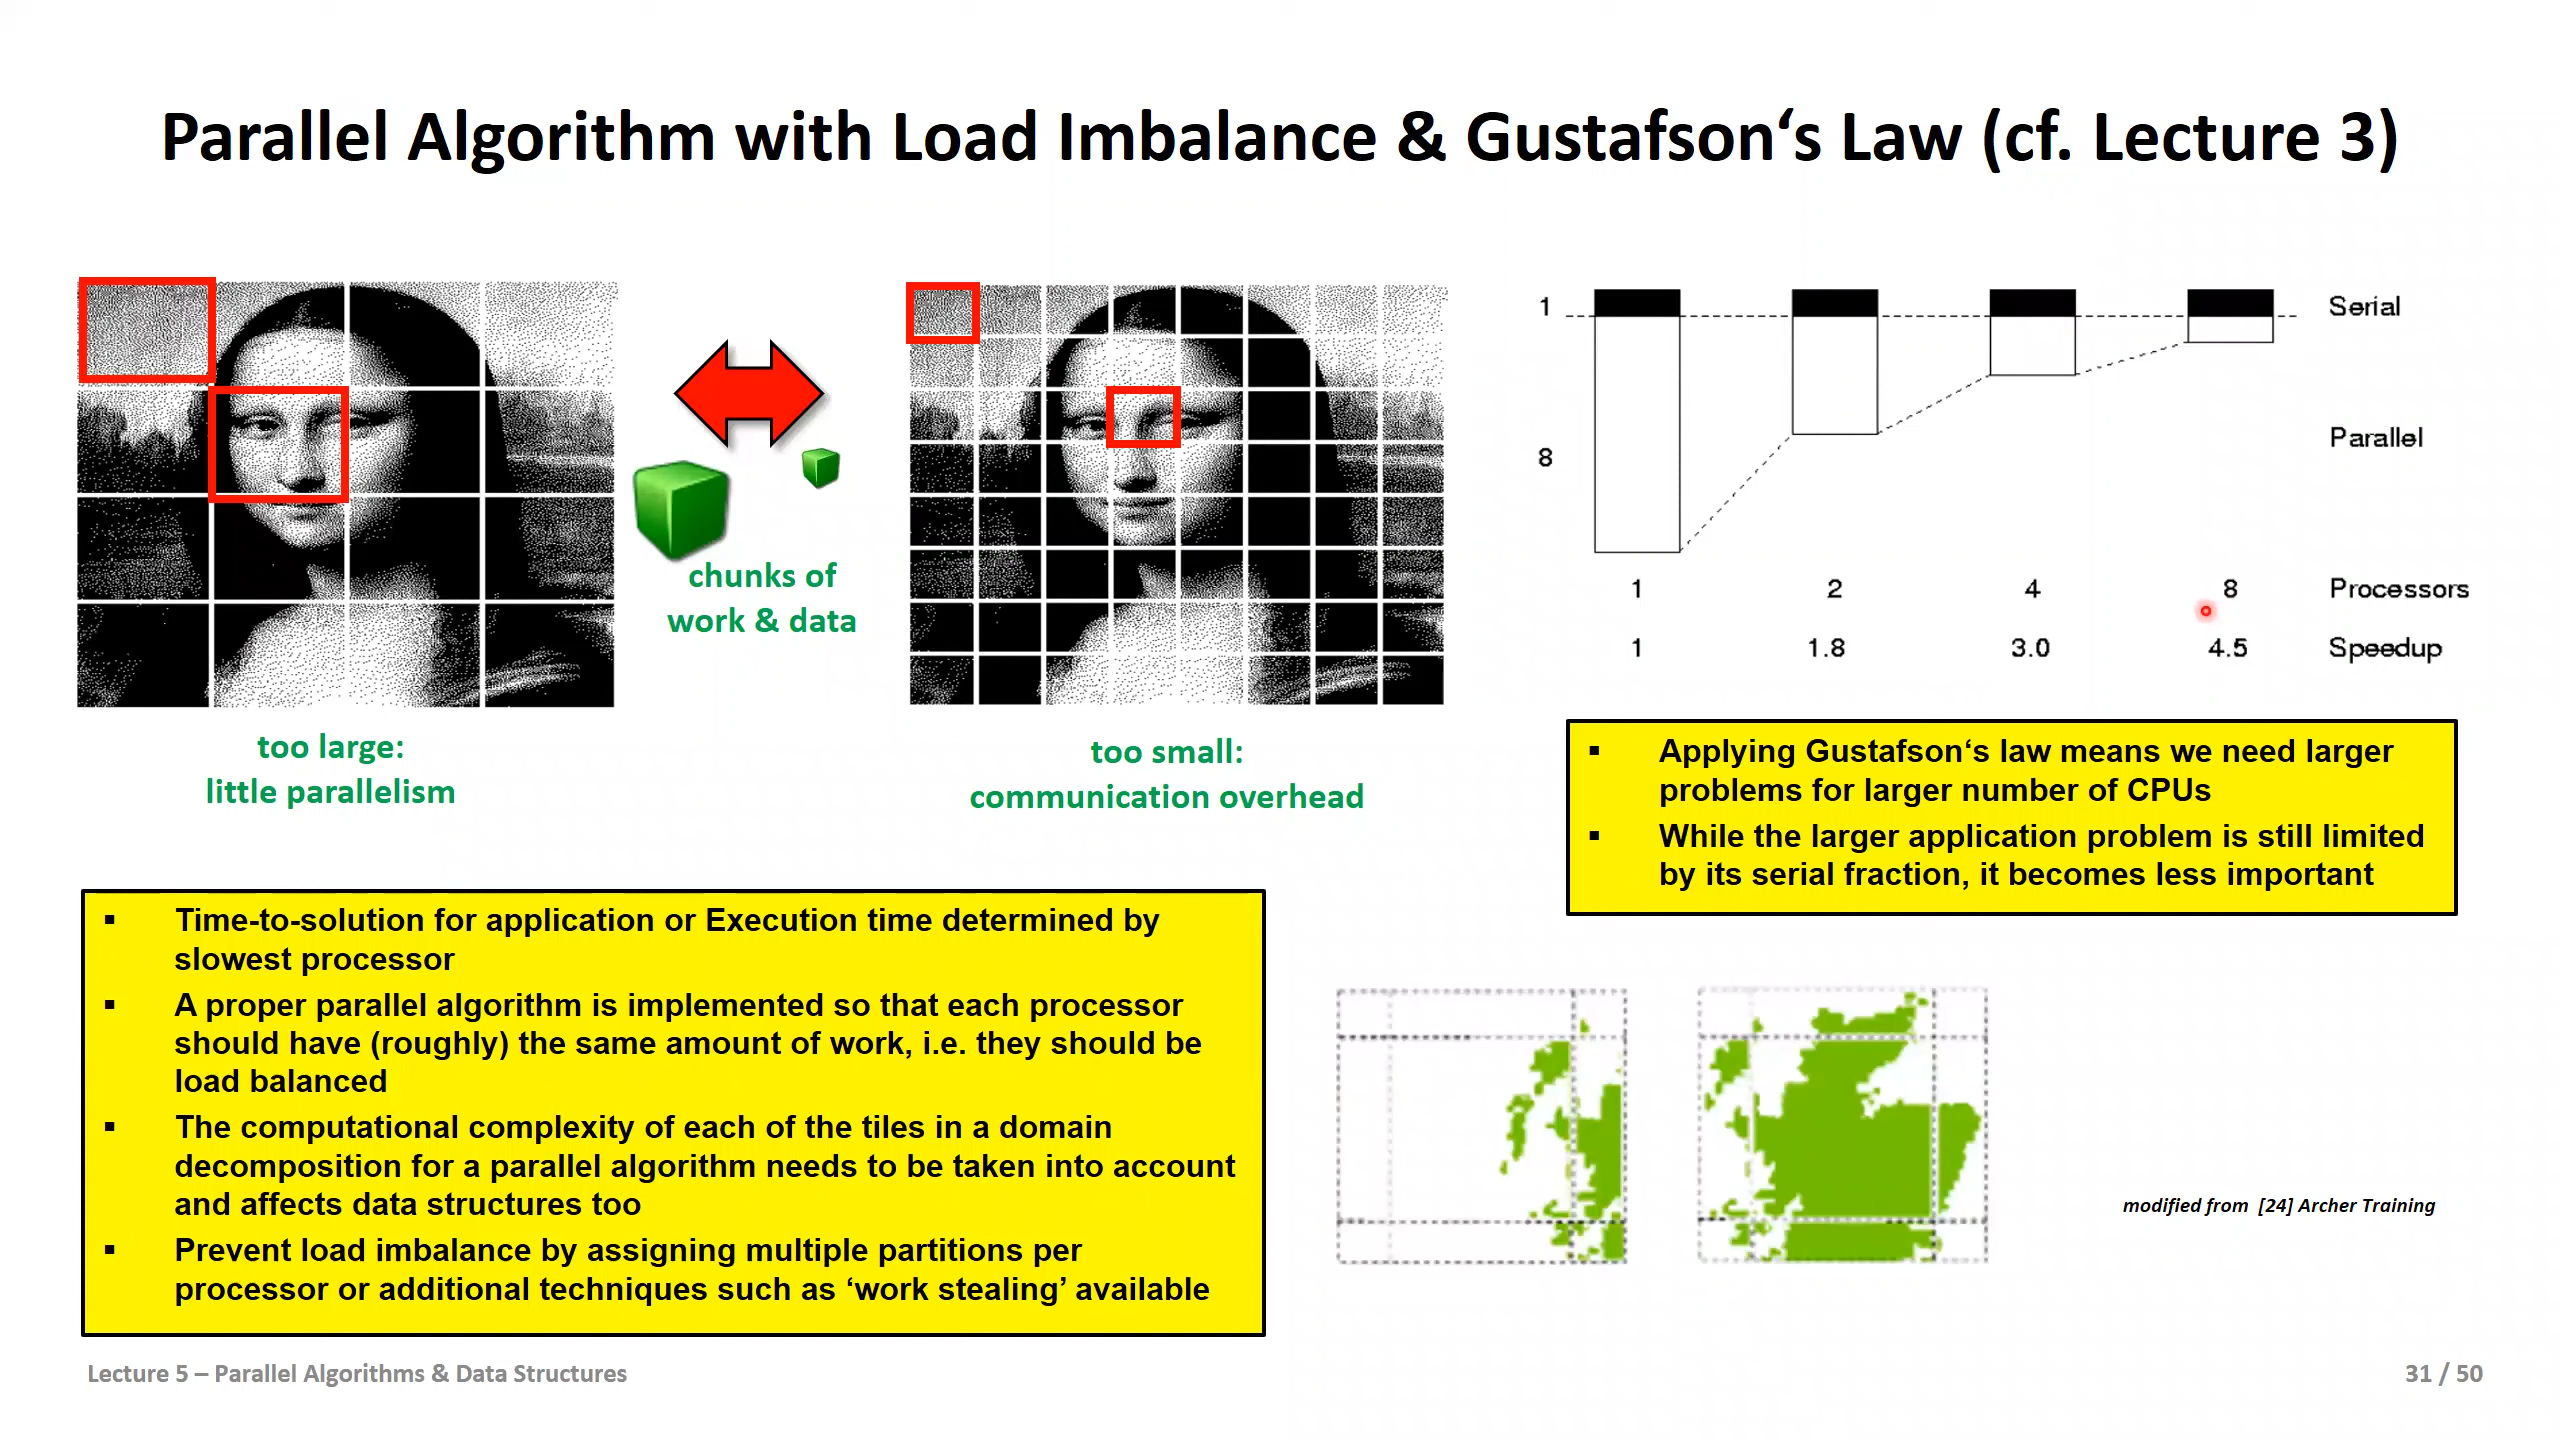 Parallel Algorithm with Load Imbalance & Gustafson‘s Law (cf. Lecture 3)
chunks of
work & data
too large:
little parallelism
too small:
communication overhead
1
Serial
8
Parallel
1 2 4 8 Processors
1 1.8 3.0 4.5 Speedup
▪ Applying Gustafson‘s law means we need larger
problems for larger number of CPUs
▪ While the larger application problem is still limited
by its serial fraction, it becomes less important
▪ Time-to-solution for application or Execution time determined by
slowest processor
▪ A proper parallel algorithm is implemented so that each processor
should have (roughly) the same amount of work, i.e. they should be
load balanced
▪ The computational complexity of each of the tiles in a domain
decomposition for a parallel algorithm needs to be taken into account
and affects data structures too
▪ Prevent load imbalance by assigning multiple partitions per
processor or additional techniques such as ‘work stealing’ available
modified from [24] Archer Training
Lecture 5 – Parallel Algorithms & Data Structures
31 / 50